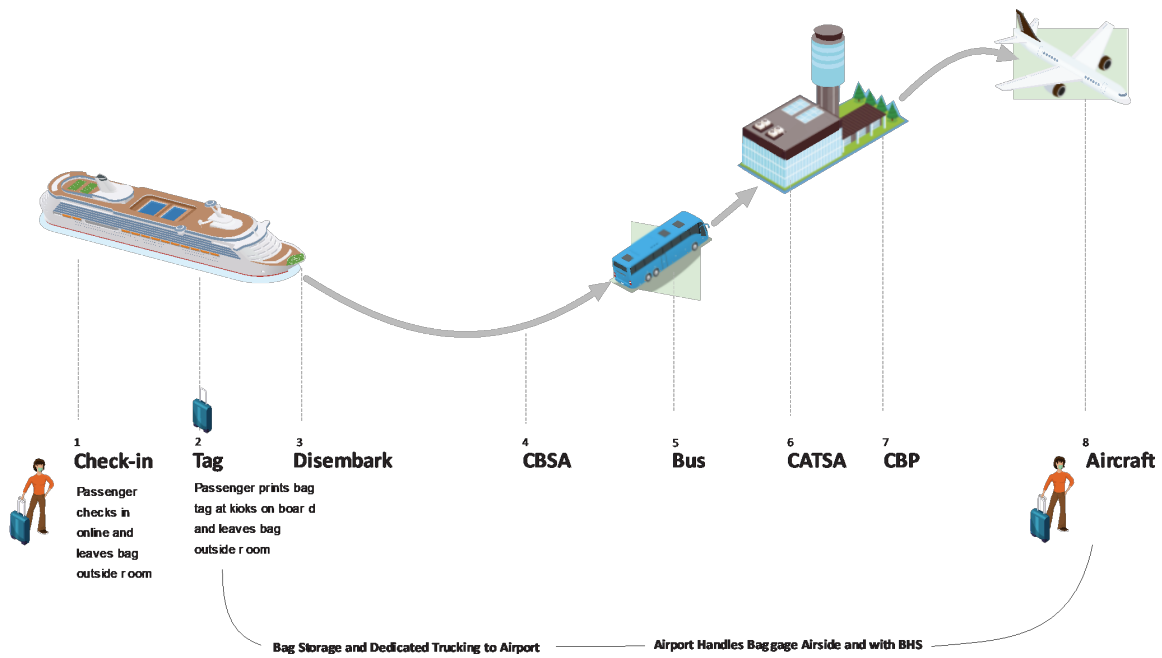 1
Check-in
Passenger
checks in
online and
leaves bag
outside r oom
2
Tag
Passenger prints bag
tag at kioks on boar d
and leaves bag
outside r oom
3
Disembark
4
CBSA
5
Bus
6
CATSA
7
CBP
8
Aircraft
Bag Storage and Dedicated Trucking to Airport
Airport Handles Baggage Airside and with BHS